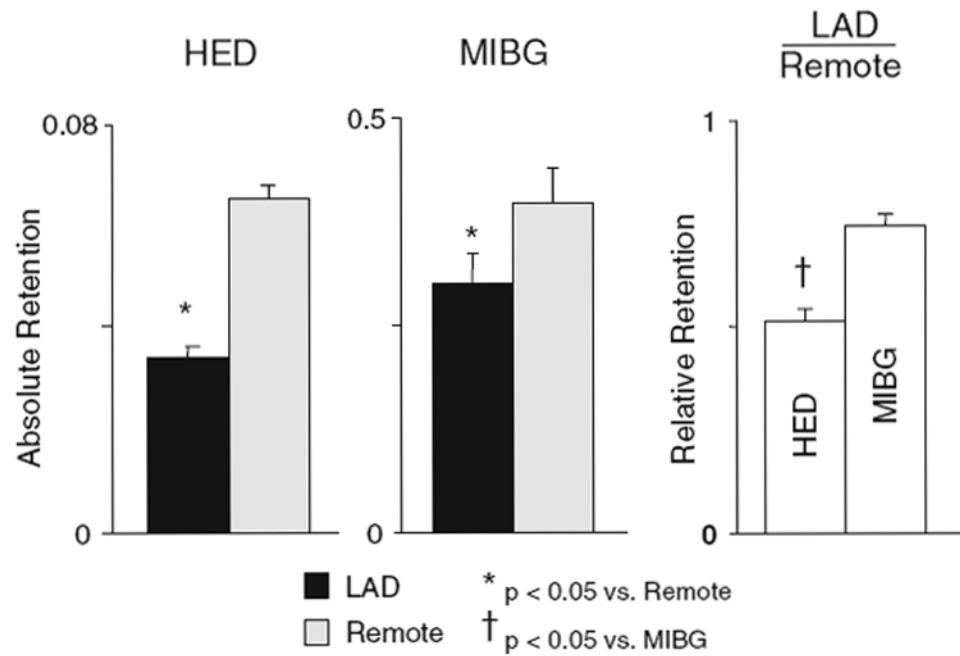 HED
MIBG
LAD
Remote
Absolute Retention
0.08
0
0.5
0
Relative Retention
1
0
*
*
†
HED
MIBG
LAD
Remote
* p < 0.05 vs. Remote
† p < 0.05 vs. MIBG